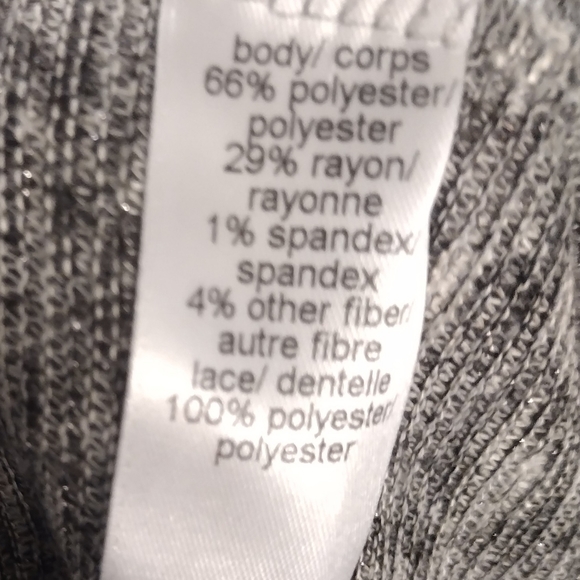 body/ corps
66% polyester/
polyester
29% rayon/
rayonne
1% spandex/
spandex
4% other fiber/
autre fibre
lace/ dentelle
100% polyester/
polyester